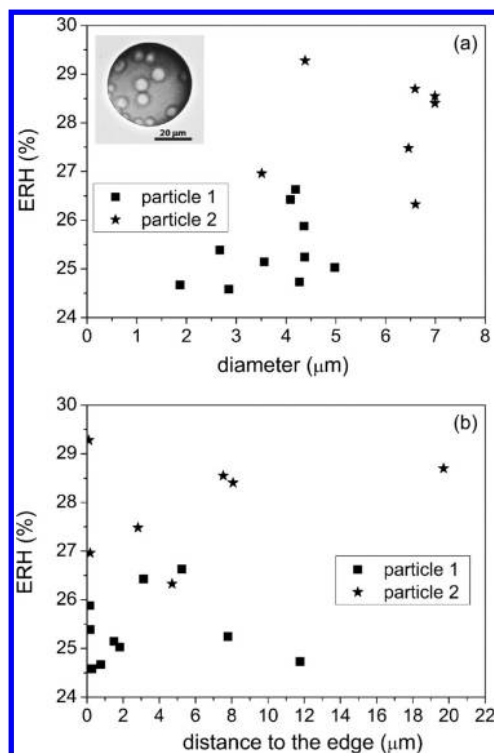 (a)
20 µm
30
29
28
27
26
25
24
ERH (%)
particle 1
particle 2
0 1 2 3 4 5 6 7 8
diameter (µm)
(b)
30
29
28
27
26
25
24
ERH (%)
particle 1
particle 2
0 2 4 6 8 10 12 14 16 18 20 22
distance to the edge (µm)